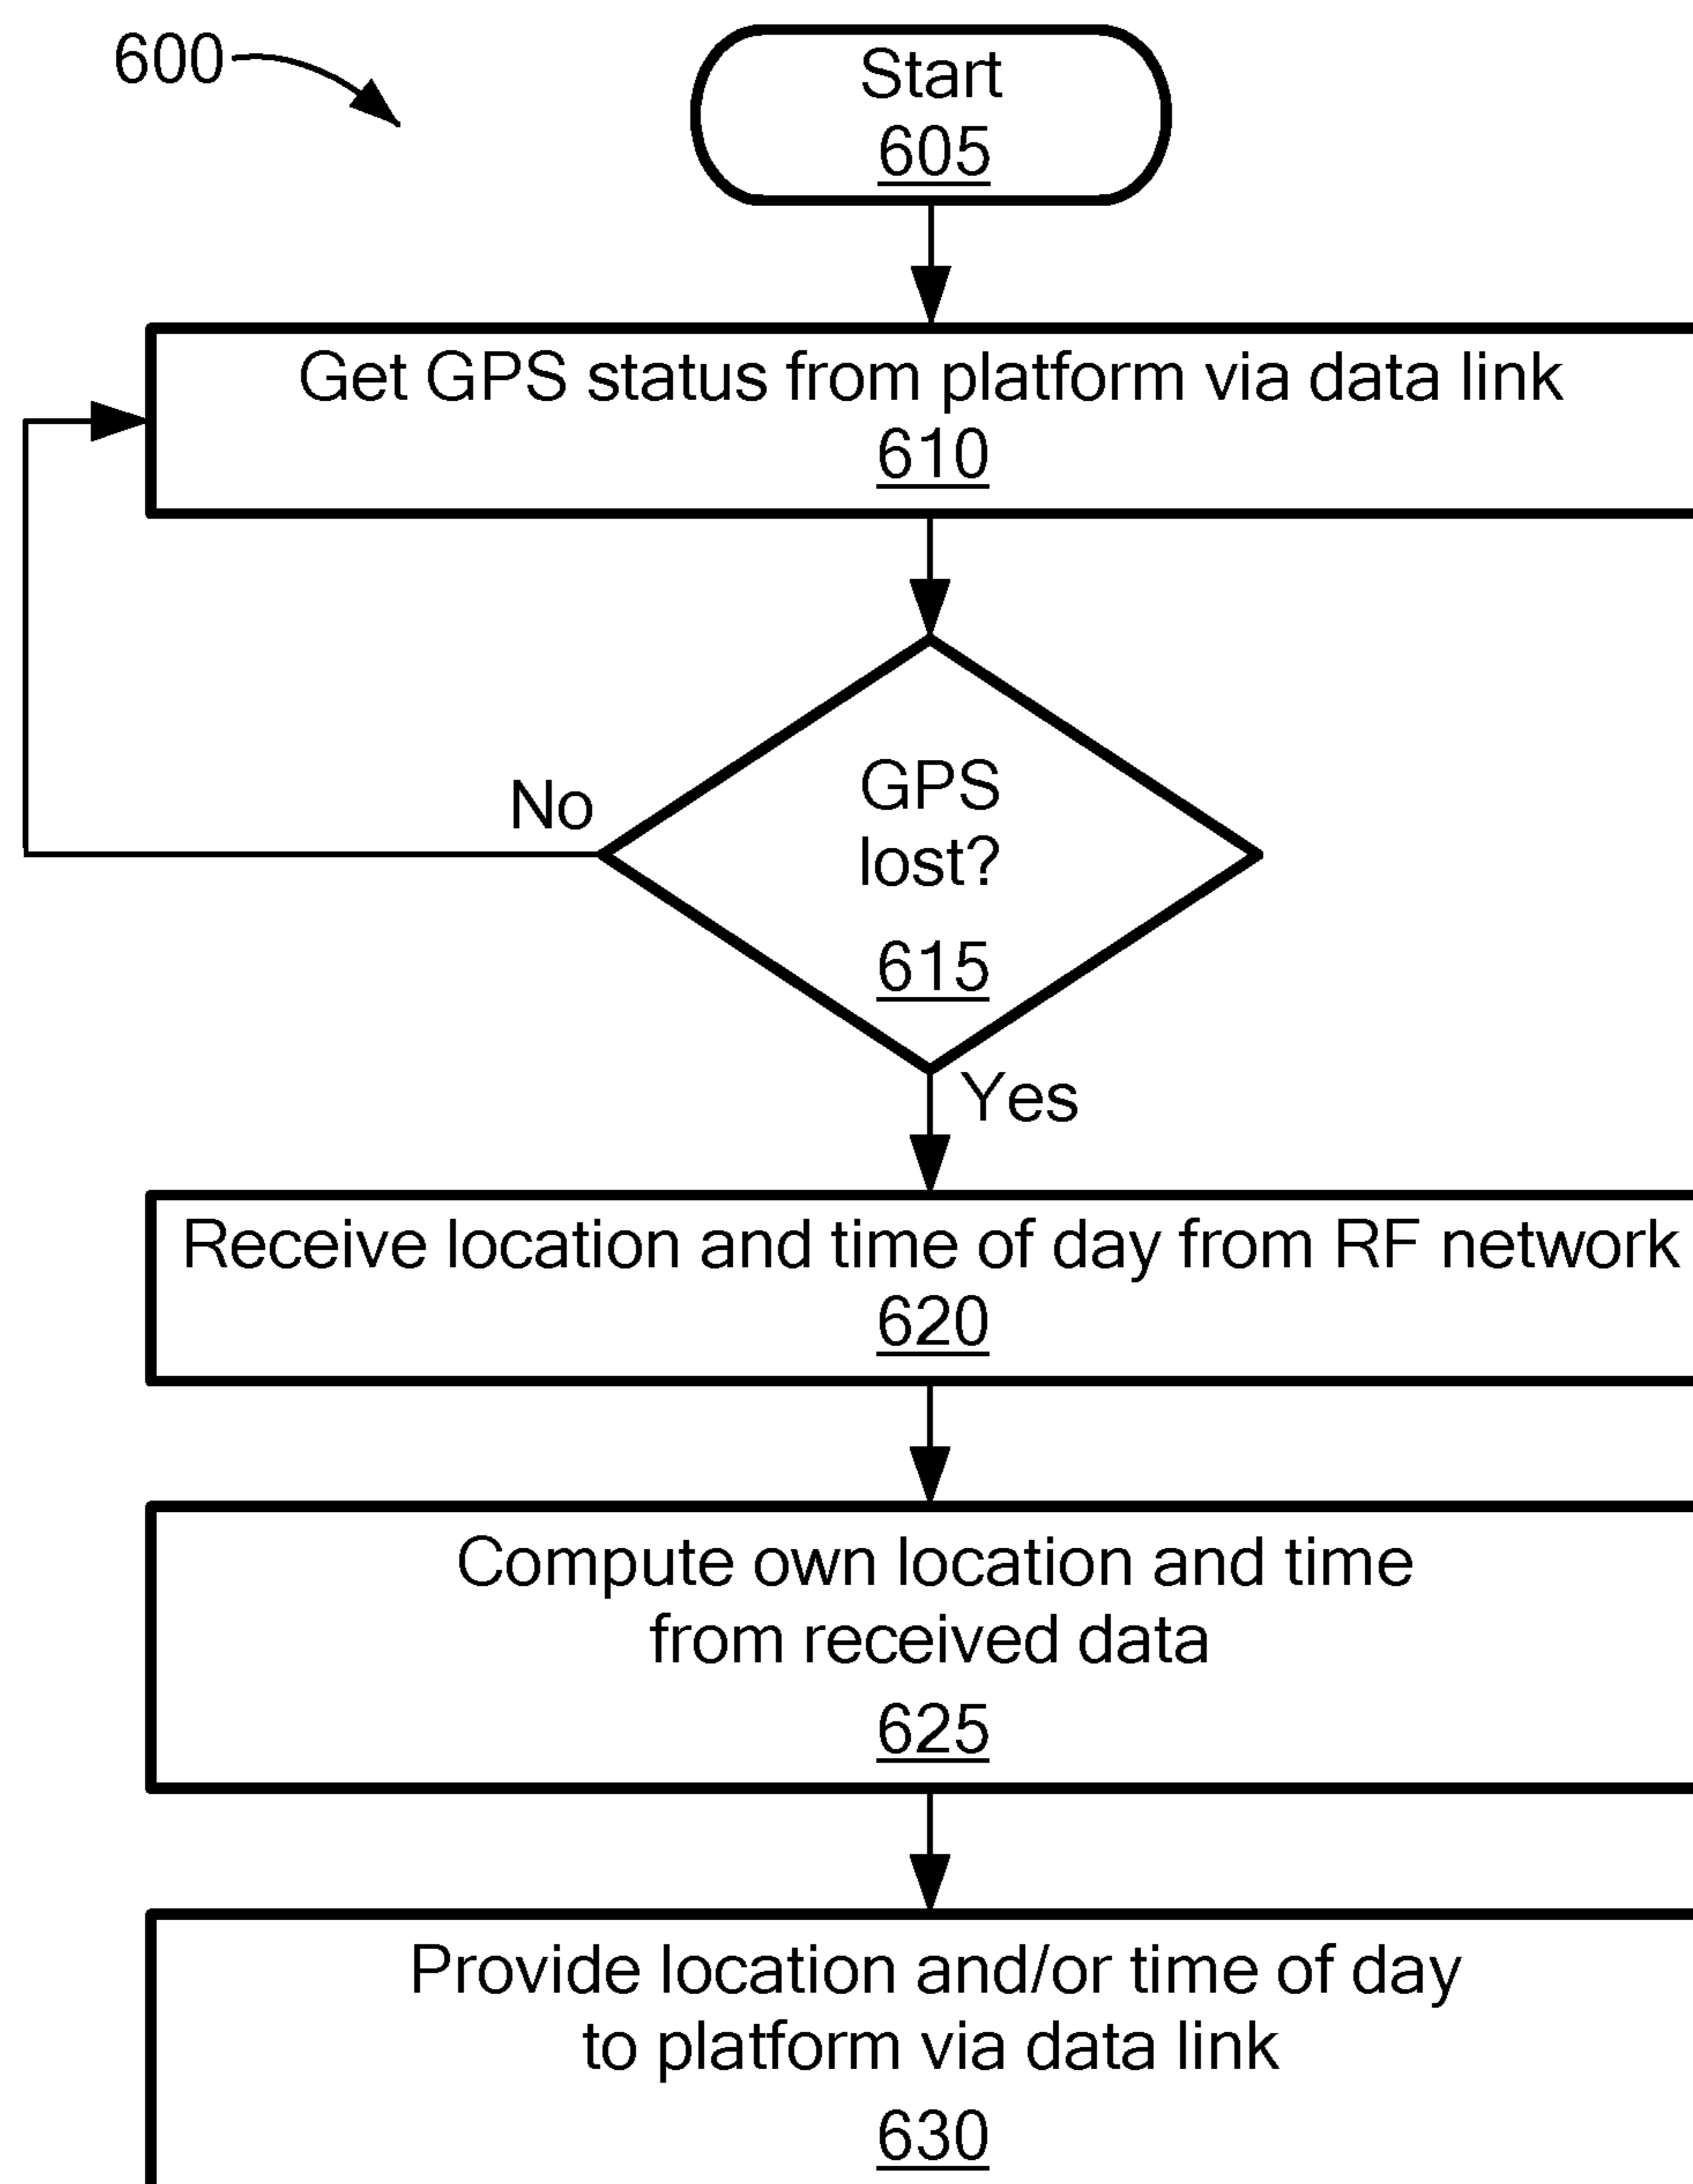 600
Start
605
Get GPS status from platform via data link
610
GPS
lost?
615
No
Yes
Receive location and time of day from RF network
620
Compute own location and time
from received data
625
Provide location and/or time of day
to platform via data link
630